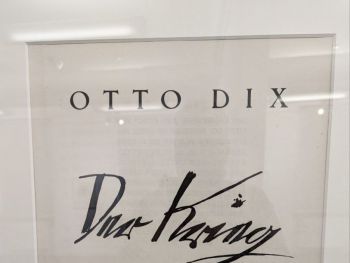 OTTO DIX
Der Krieg